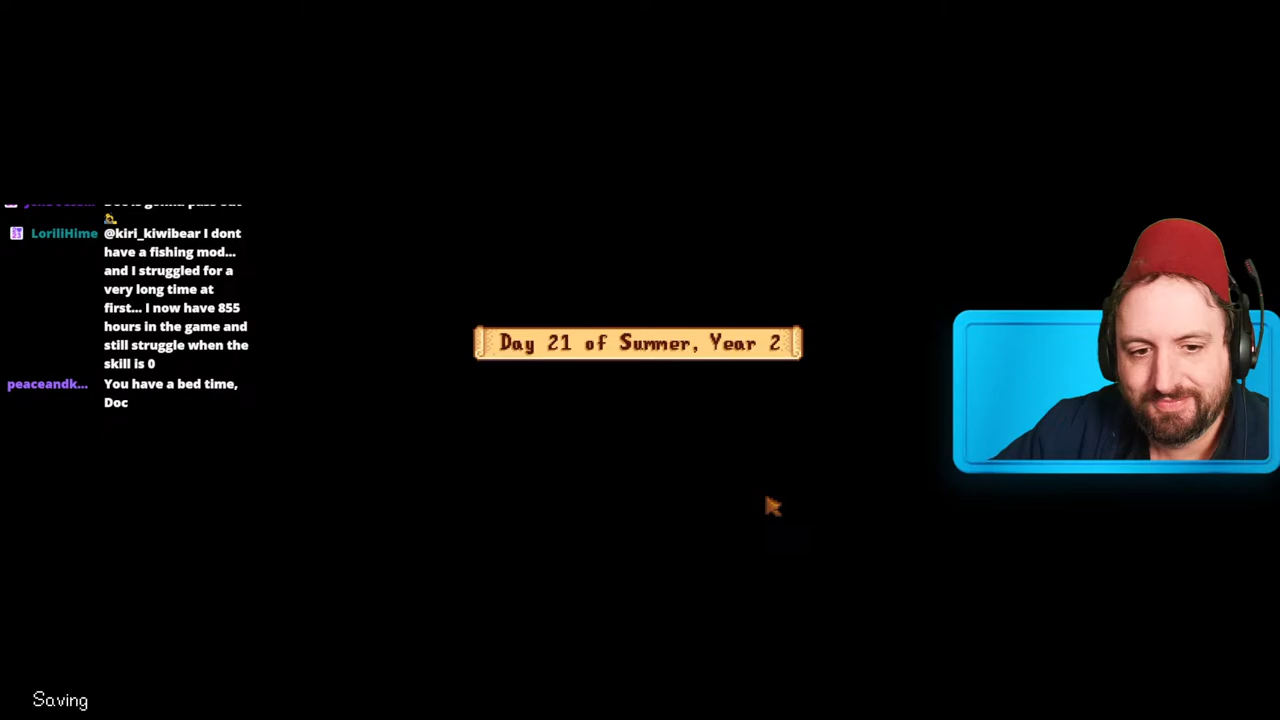 LoriliHime @kiri_kiwibear I dont
have a fishing mod...
and I struggled for a
very long time at
first... I now have 855
hours in the game and
still struggle when the
skill is 0
peaceandk... You have a bed time,
Doc
Day 21 of Summer, Year 2
Saving